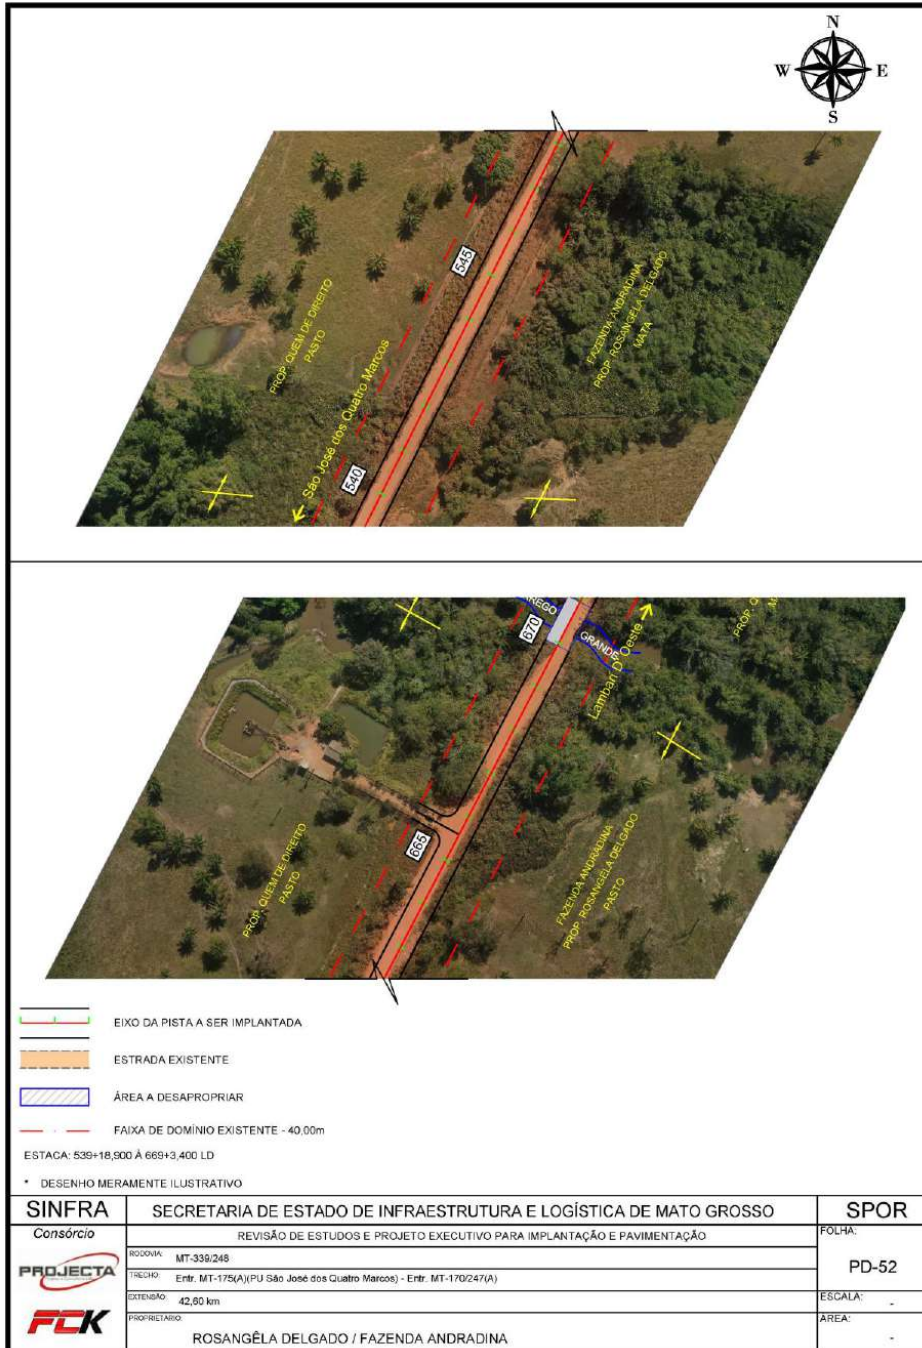 N
W E
S
545
PROP. QUEM DE DIREITO
PASTO
FAZENDA ANDRADINA
PROP. ROSANGELA DELGADO
MATA
São José dos Quatro Marcos
540
GRANDE
670
Lambari D' Oeste
665
PROP. QUEM DE DIREITO
PASTO
FAZENDA ANDRADINA
PROP. ROSANGELA DELGADO
PASTO
EIXO DA PISTA A SER IMPLANTADA
ESTRADA EXISTENTE
ÁREA A DESAPROPRIAR
FAIXA DE DOMÍNIO EXISTENTE - 40,00m
ESTACA: 539+18,900 Á 669+3,400 LD
* DESENHO MERAMENTE ILUSTRATIVO
SINFRA
SECRETARIA DE ESTADO DE INFRAESTRUTURA E LOGÍSTICA DE MATO GROSSO
SPOR
Consórcio
PROJECTA
FCK
REVISÃO DE ESTUDOS E PROJETO EXECUTIVO PARA IMPLANTAÇÃO E PAVIMENTAÇÃO
RODOVIA: MT-339/248
TRECHO: Entr. MT-175(A)(PU São José dos Quatro Marcos) - Entr. MT-170/247(A)
EXTENSÃO: 42,60 km
PROPRIETÁRIO:
ROSANGÊLA DELGADO / FAZENDA ANDRADINA
FOLHA:
PD-52
ESCALA: -
ÁREA: -